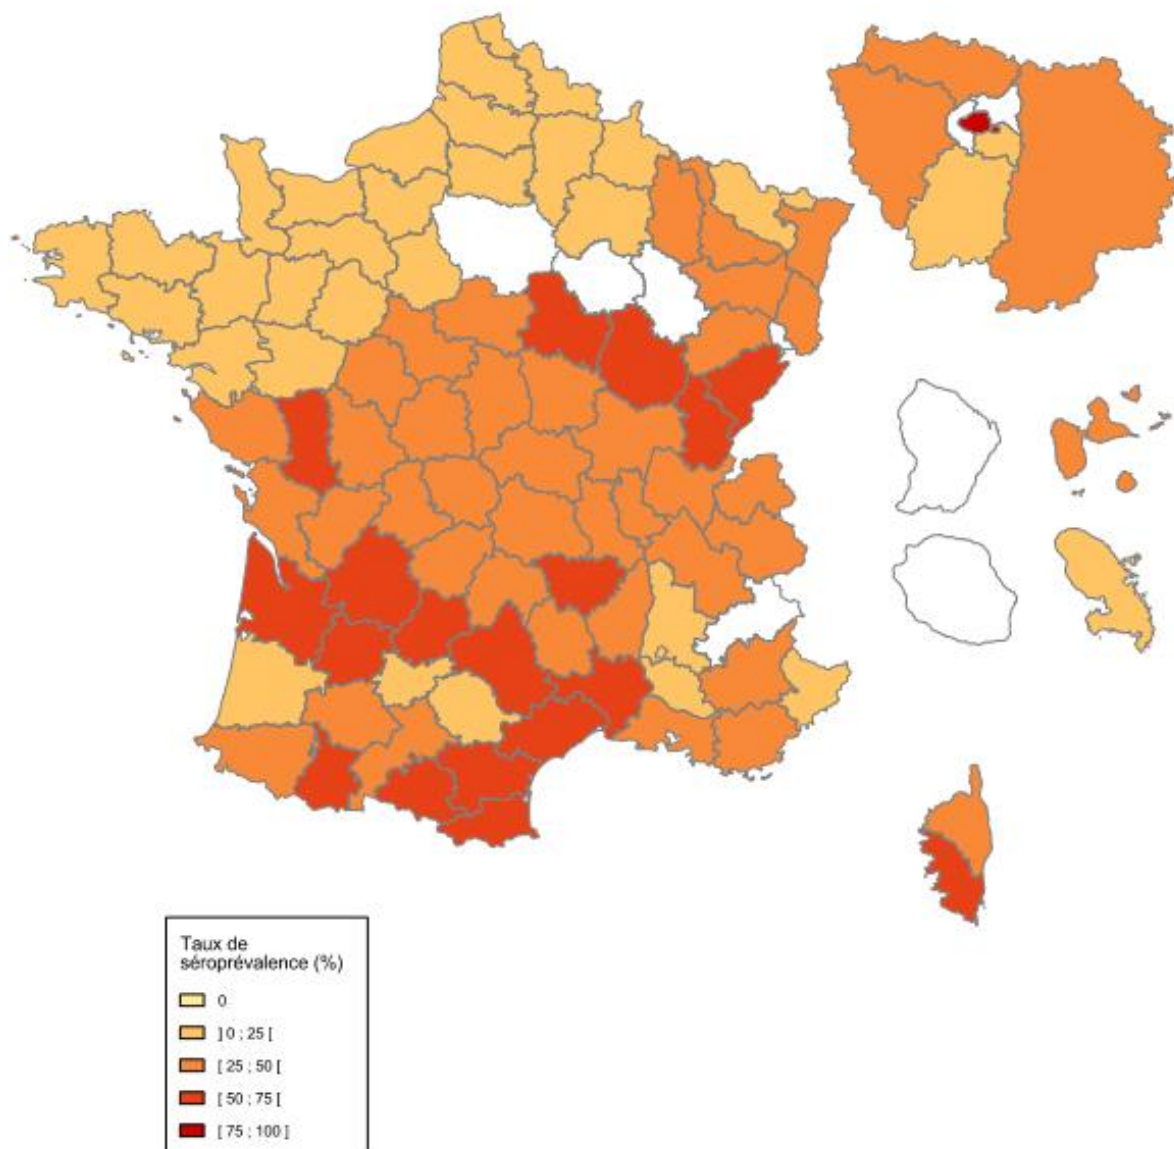 Taux de
séroprévalence (%)
0
] 0 ; 25 [
[ 25 ; 50 [
[ 50 ; 75 [
[ 75 ; 100 ]